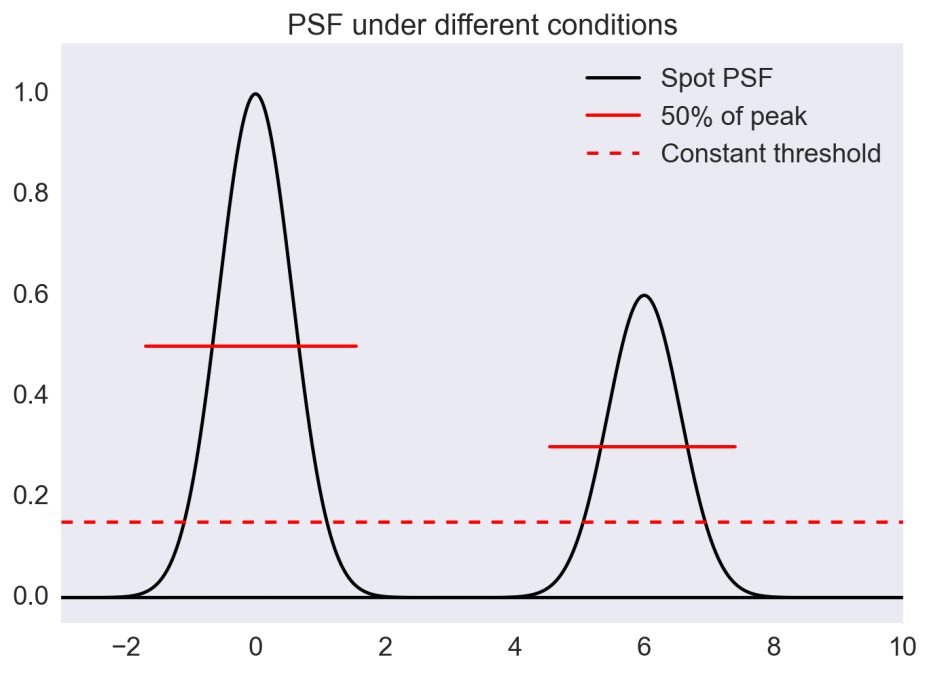 PSF under different conditions
Spot PSF
50% of peak
Constant threshold
1.0
0.8
0.6
0.4
0.2
0.0
−2 0 2 4 6 8 10